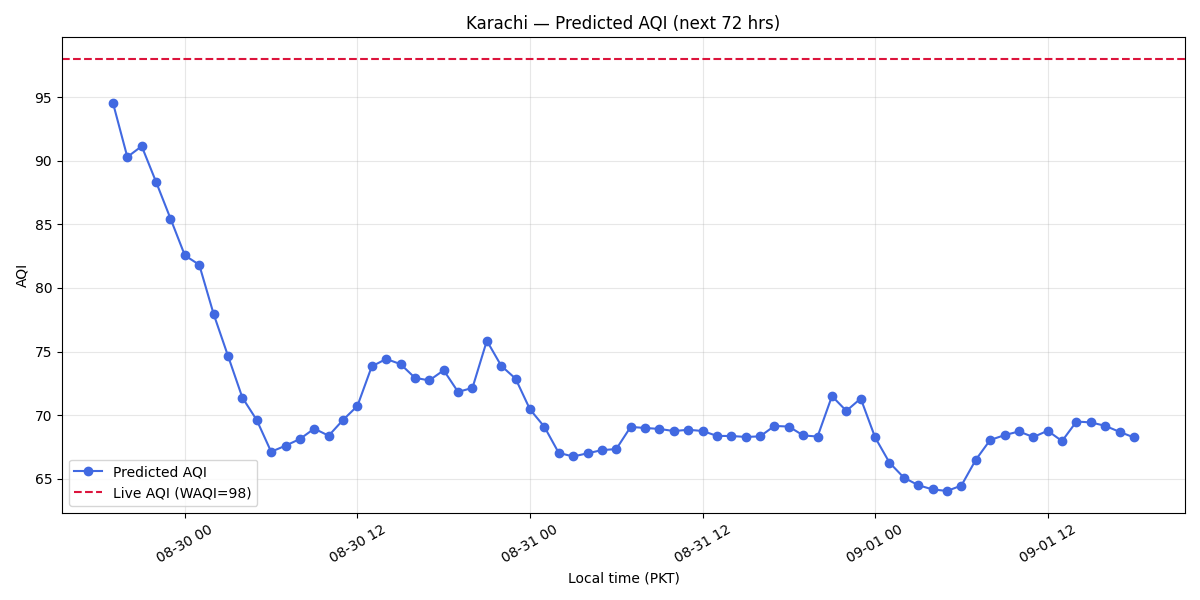 Karachi — Predicted AQI (next 72 hrs)
AQI
95
90
85
80
75
70
65
Predicted AQI
Live AQI (WAQI=98)
08-30 00
08-30 12
08-31 00
08-31 12
09-01 00
09-01 12
Local time (PKT)